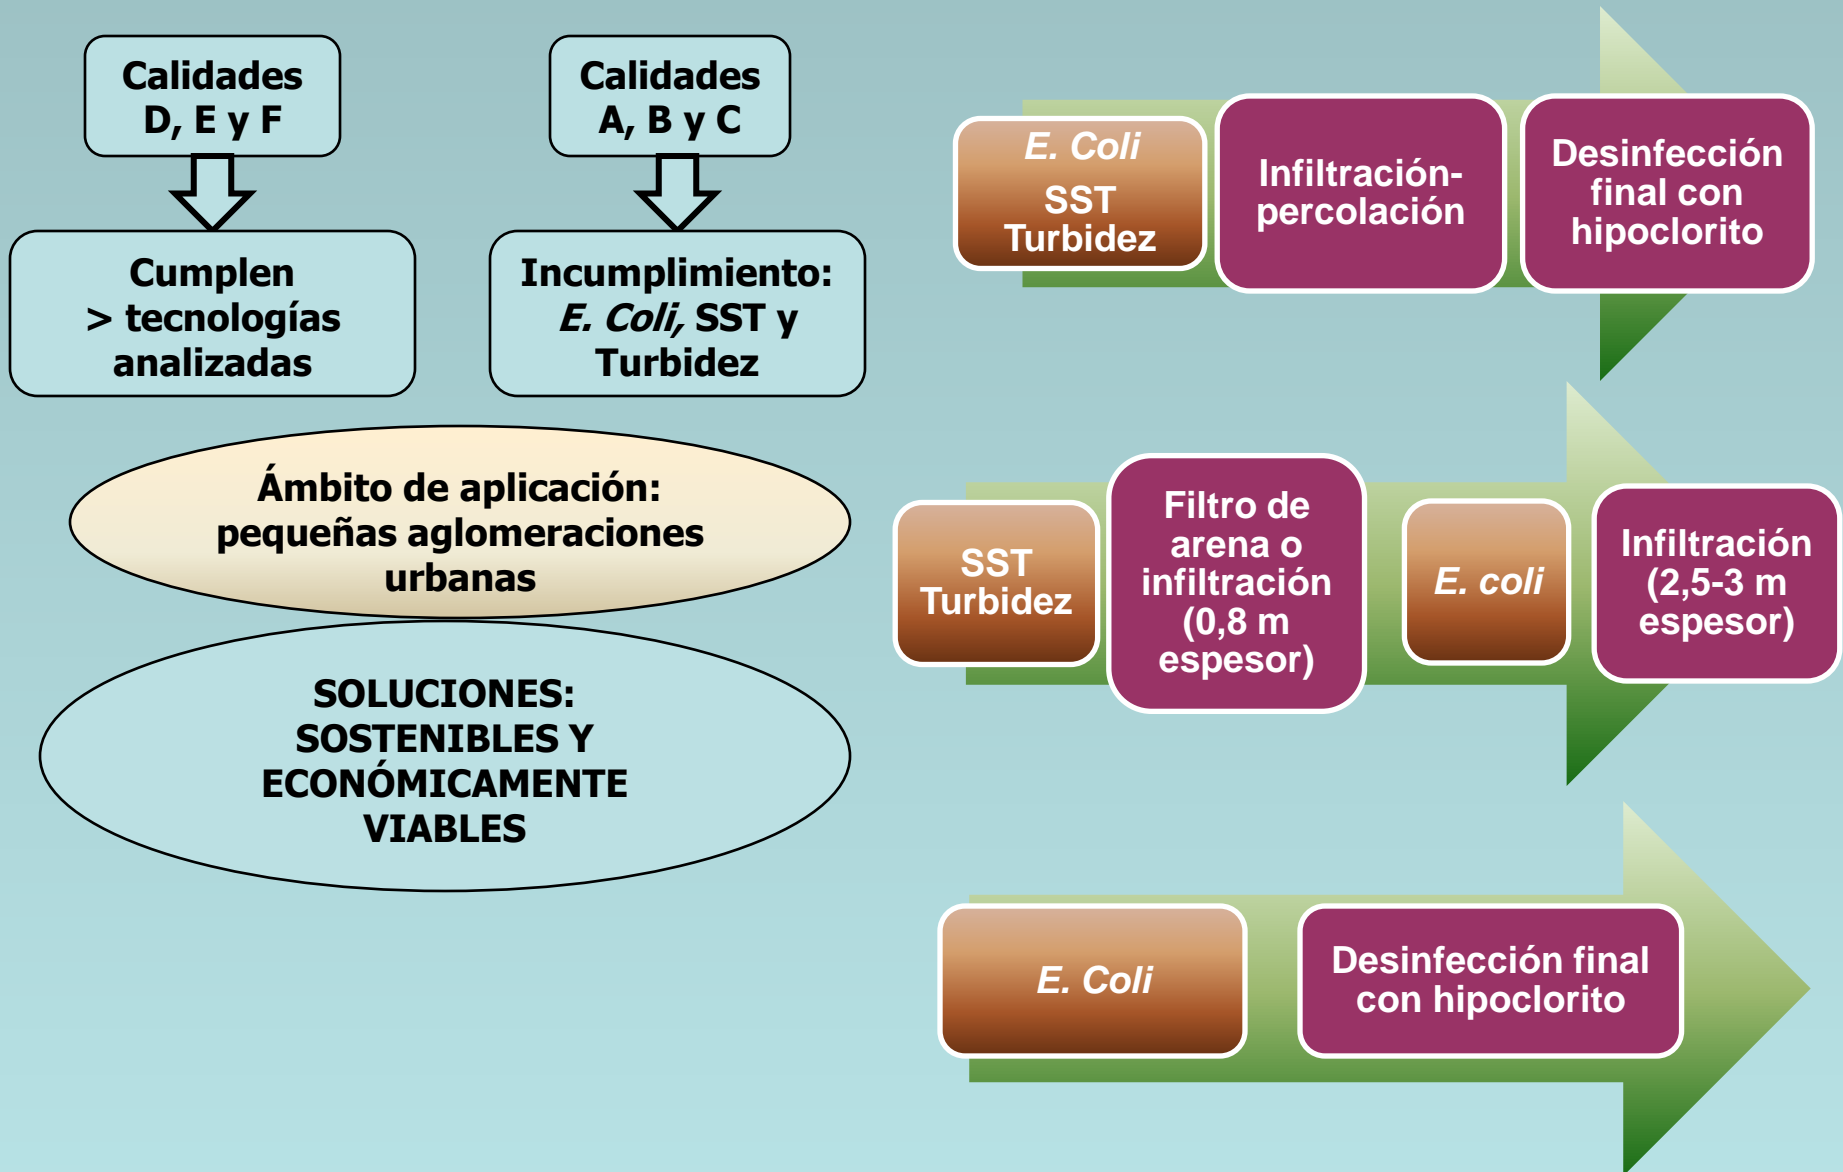 Calidades
D, E y F
Calidades
A, B y C
Cumplen
> tecnologías
analizadas
Incumplimiento:
E. Coli, SST y
Turbidez
Ámbito de aplicación:
pequeñas aglomeraciones
urbanas
SOLUCIONES:
SOSTENIBLES Y
ECONÓMICAMENTE
VIABLES
E. Coli
SST
Turbidez
Infiltración-
percolación
Desinfección
final con
hipoclorito
SST
Turbidez
Filtro de
arena o
infiltración
(0,8 m
espesor)
E. coli
Infiltración
(2,5-3 m
espesor)
E. Coli
Desinfección final
con hipoclorito